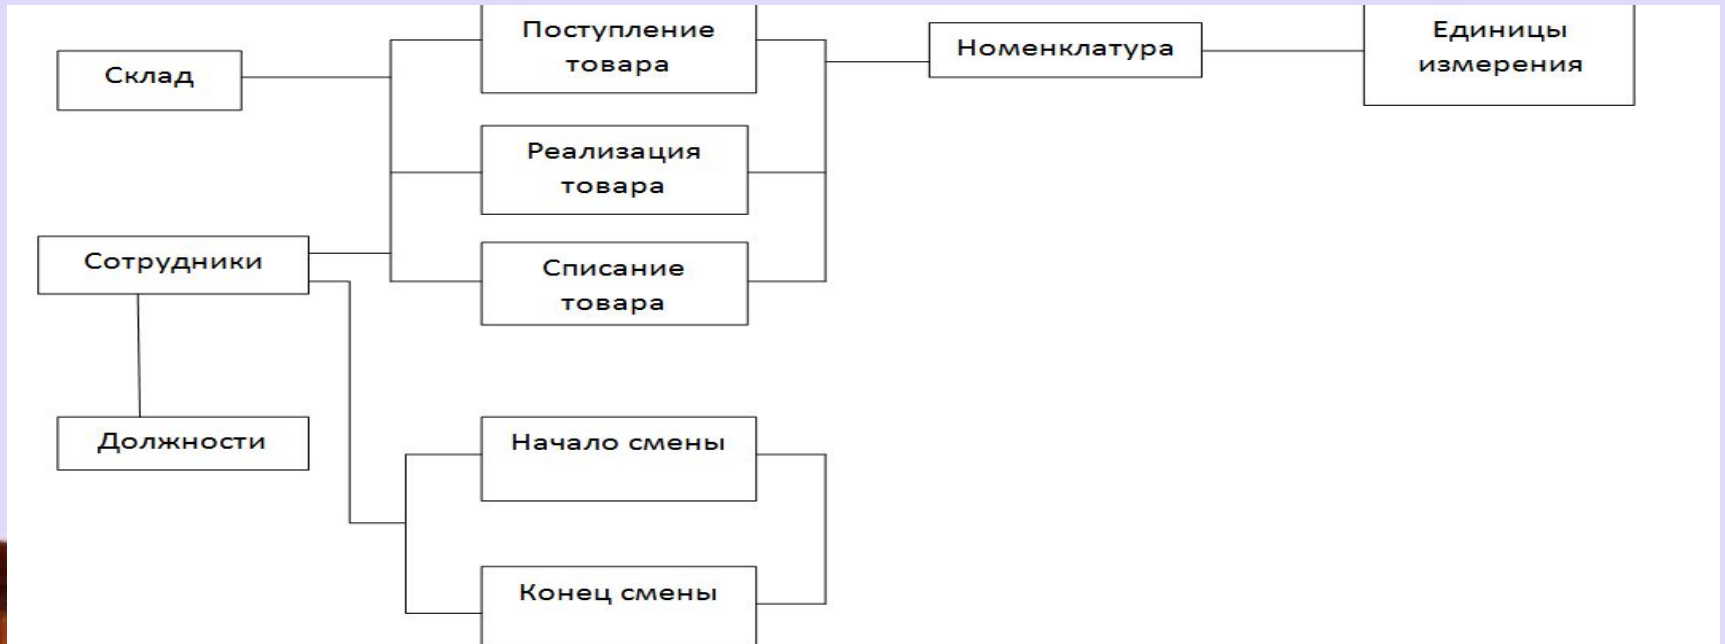 Склад
Поступление
товара
Номенклатура
Единицы
измерения
Реализация
товара
Сотрудники
Списание
товара
Должности
Начало смены
Конец смены